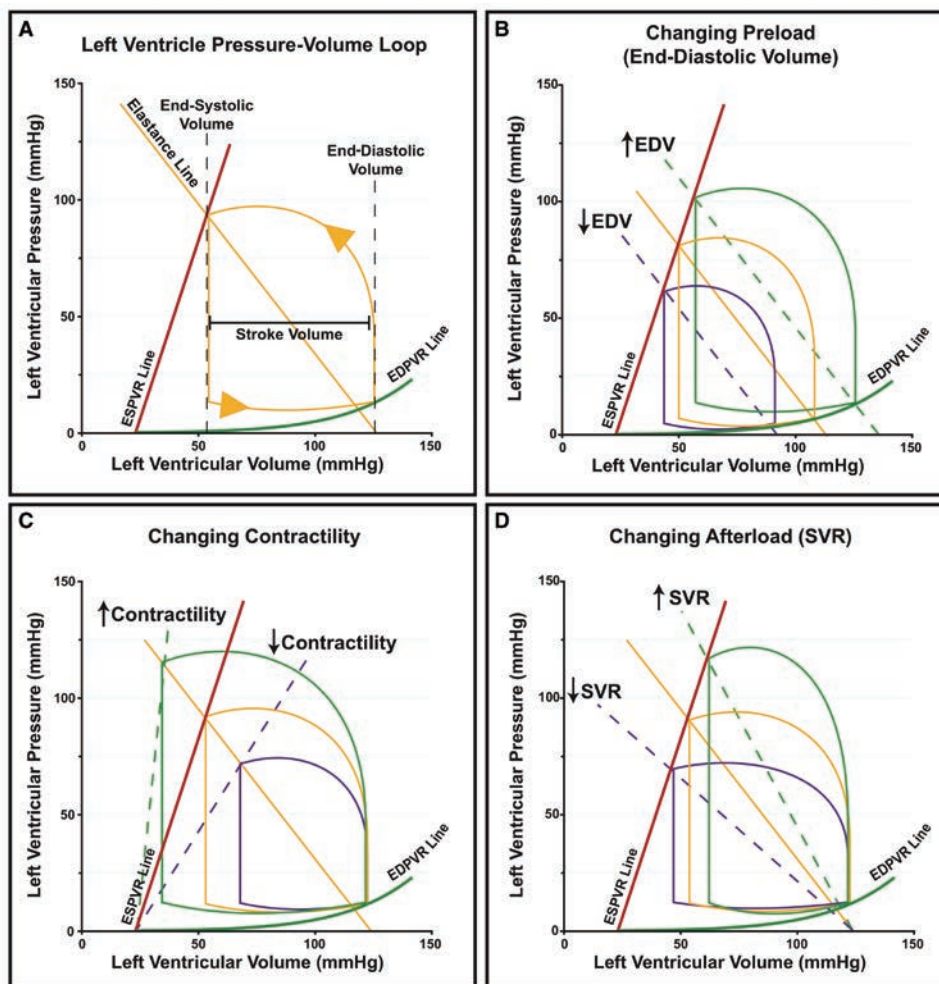 A
Left Ventricle Pressure-Volume Loop
150
100
50
0
Left Ventricular Pressure (mmHg)
Elastance Line
End-Systolic
Volume
End-Diastolic
Volume
Stroke Volume
ESPVR Line
EDPVR Line
0
50
100
150
Left Ventricular Volume (mmHg)
B
Changing Preload
(End-Diastolic Volume)
150
100
50
0
Left Ventricular Pressure (mmHg)
↑EDV
↓EDV
ESPVR Line
EDPVR Line
0
50
100
150
Left Ventricular Volume (mmHg)
C
Changing Contractility
150
100
50
0
Left Ventricular Pressure (mmHg)
↑Contractility
↓Contractility
ESPVR Line
EDPVR Line
0
50
100
150
Left Ventricular Volume (mmHg)
D
Changing Afterload (SVR)
150
100
50
0
Left Ventricular Pressure (mmHg)
↑SVR
↓SVR
ESPVR Line
EDPVR Line
0
50
100
150
Left Ventricular Volume (mmHg)